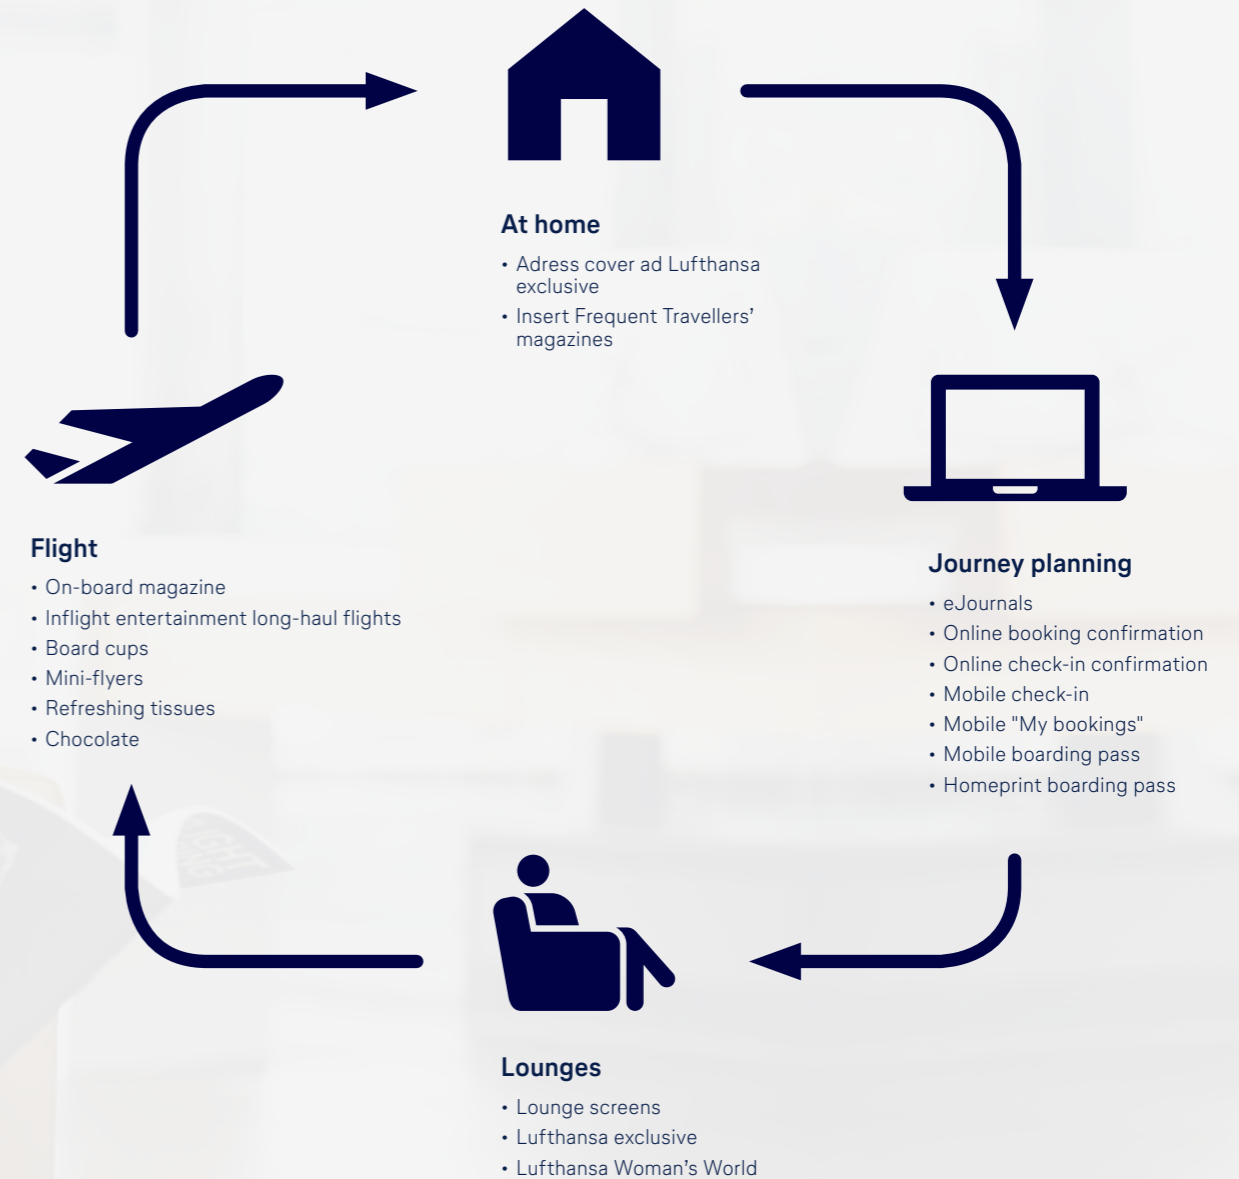 At home
• Adress cover ad Lufthansa
exclusive
• Insert Frequent Travellers’
magazines
Flight
• On-board magazine
• Inflight entertainment long-haul flights
• Board cups
• Mini-flyers
• Refreshing tissues
• Chocolate
Journey planning
• eJournals
• Online booking confirmation
• Online check-in confirmation
• Mobile check-in
• Mobile "My bookings"
• Mobile boarding pass
• Homeprint boarding pass
Lounges
• Lounge screens
• Lufthansa exclusive
• Lufthansa Woman’s World